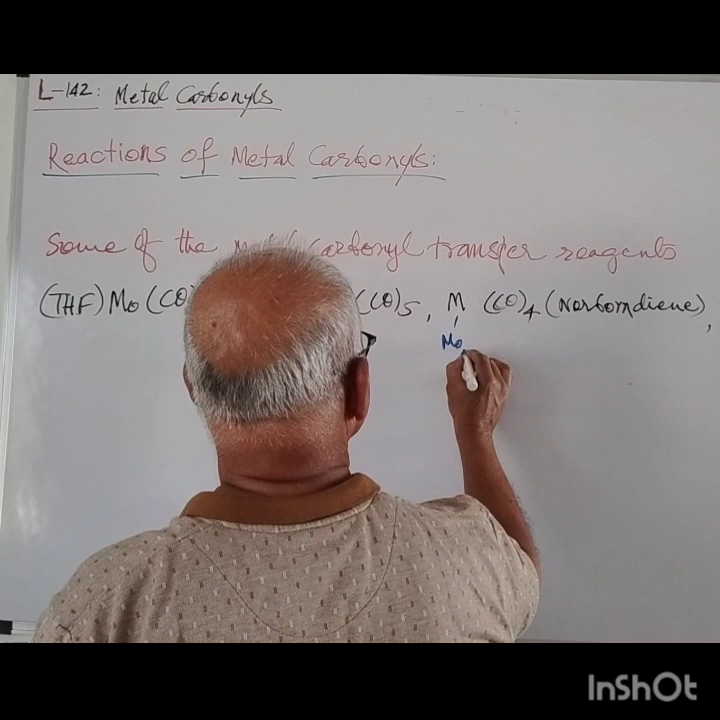 L-142: Metal Carbonyls
Reactions of Metal Carbonyls:
Some of the carbonyl transfer reagents
(THF)Mo(CO) (CO)5, M (CO)4(Norborndiene),
Mo
InShOt